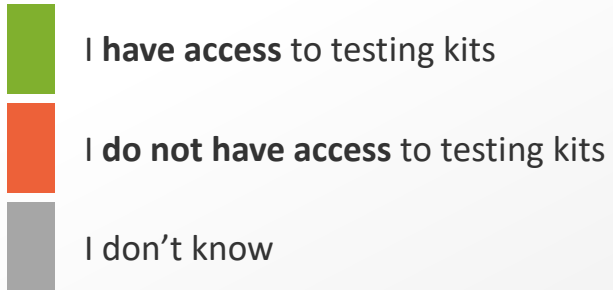 I have access to testing kits
I do not have access to testing kits
I don’t know